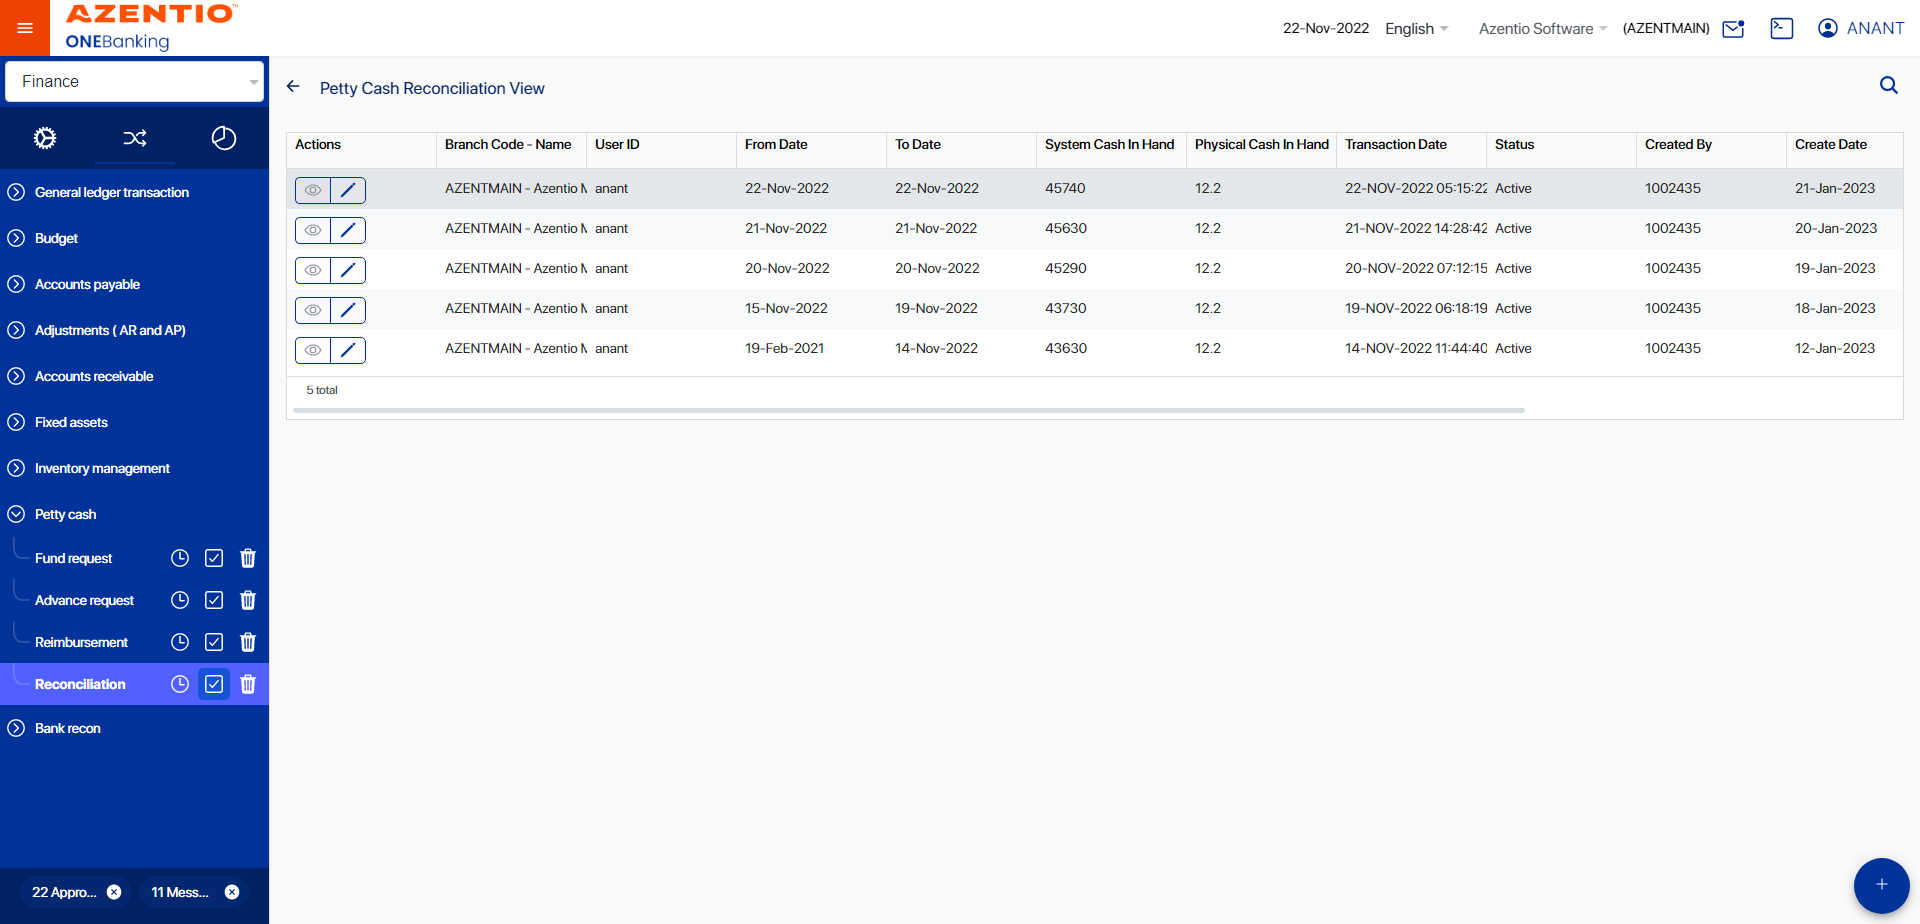 AZENTIO™
ONEBanking
22-Nov-2022 English Azentio Software (AZENTMAIN) ANANT
Finance
Petty Cash Reconciliation View
General ledger transaction
Budget
Accounts payable
Adjustments ( AR and AP)
Accounts receivable
Fixed assets
Inventory management
Petty cash
Fund request
Advance request
Reimbursement
Reconciliation
Bank recon
22 Appro...
11 Mess...
Actions Branch Code - Name User ID From Date To Date System Cash In Hand Physical Cash In Hand Transaction Date Status Created By Create Date
AZENTMAIN - Azentio M anant 22-Nov-2022 22-Nov-2022 45740 12.2 22-NOV-2022 05:15:22 Active 1002435 21-Jan-2023
AZENTMAIN - Azentio M anant 21-Nov-2022 21-Nov-2022 45630 12.2 21-NOV-2022 14:28:42 Active 1002435 20-Jan-2023
AZENTMAIN - Azentio M anant 20-Nov-2022 20-Nov-2022 45290 12.2 20-NOV-2022 07:12:15 Active 1002435 19-Jan-2023
AZENTMAIN - Azentio M anant 15-Nov-2022 19-Nov-2022 43730 12.2 19-NOV-2022 06:18:19 Active 1002435 18-Jan-2023
AZENTMAIN - Azentio M anant 19-Feb-2021 14-Nov-2022 43630 12.2 14-NOV-2022 11:44:40 Active 1002435 12-Jan-2023
5 total